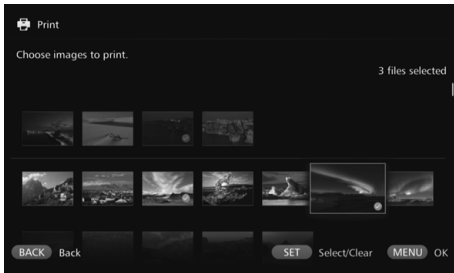 Print
Choose images to print.
3 files selected
BACK Back SET Select/Clear MENU OK